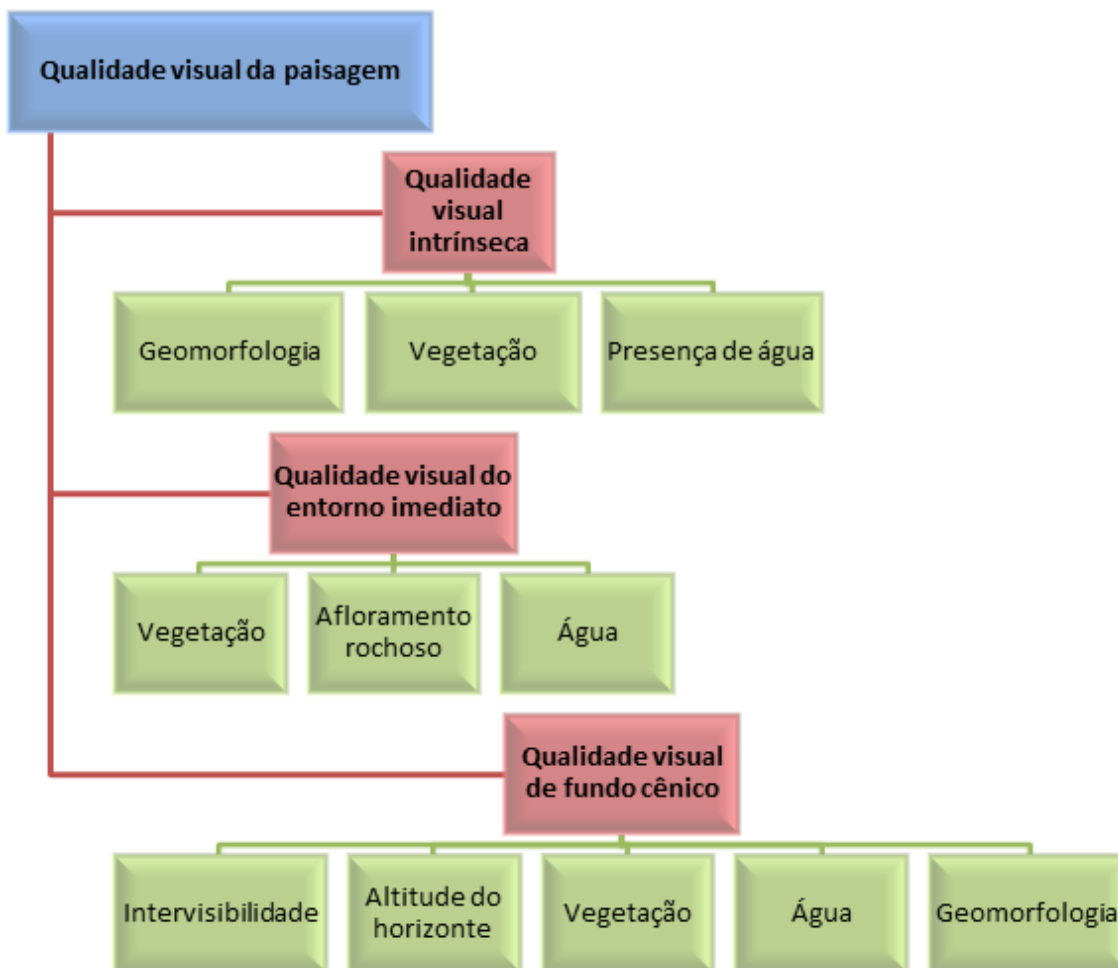 Qualidade visual da paisagem
Qualidade
visual
intrínseca
Geomorfologia
Vegetação
Presença de água
Qualidade visual do
entorno imediato
Vegetação
Afloramento
rochoso
Água
Qualidade visual
de fundo cênico
Intervisibilidade
Altitude do
horizonte
Vegetação
Água
Geomorfologia